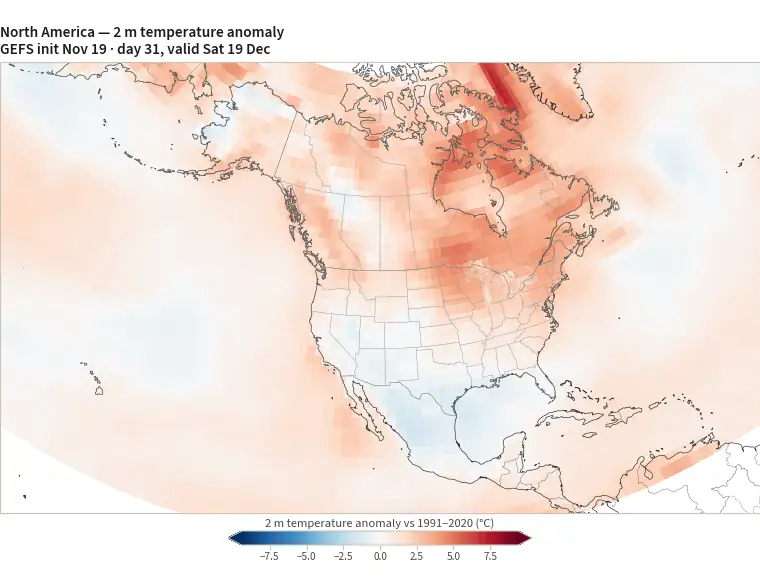 North America — 2 m temperature anomaly
GEFS init Nov 19 · day 31, valid Sat 19 Dec
2 m temperature anomaly vs 1991–2020 (°C)
−7.5 −5.0 −2.5 0.0 2.5 5.0 7.5